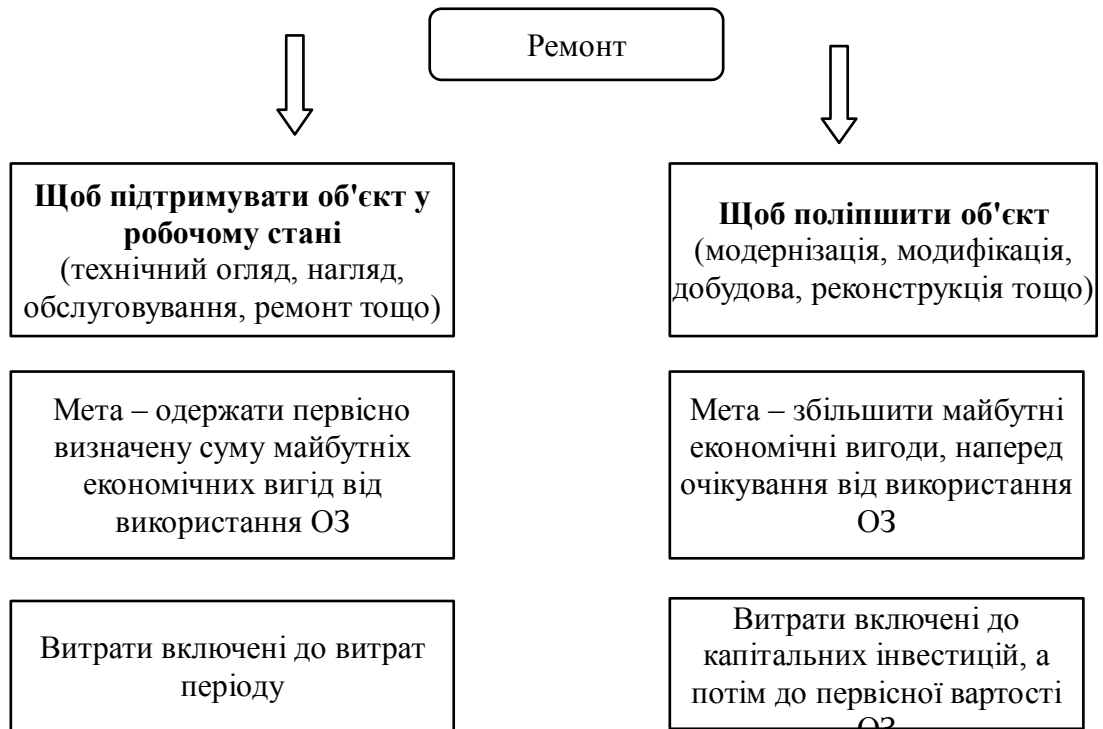 Ремонт
Щоб підтримувати об'єкт у
робочому стані
(технічний огляд, нагляд,
обслуговування, ремонт тощо)
Щоб поліпшити об'єкт
(модернізація, модифікація,
добудова, реконструкція тощо)
Мета – одержати первісно
визначену суму майбутніх
економічних вигід від
використання ОЗ
Мета – збільшити майбутні
економічні вигоди, наперед
очікування від використання
ОЗ
Витрати включені до витрат
періоду
Витрати включені до
капітальних інвестицій, а
потім до первісної вартості
ОЗ